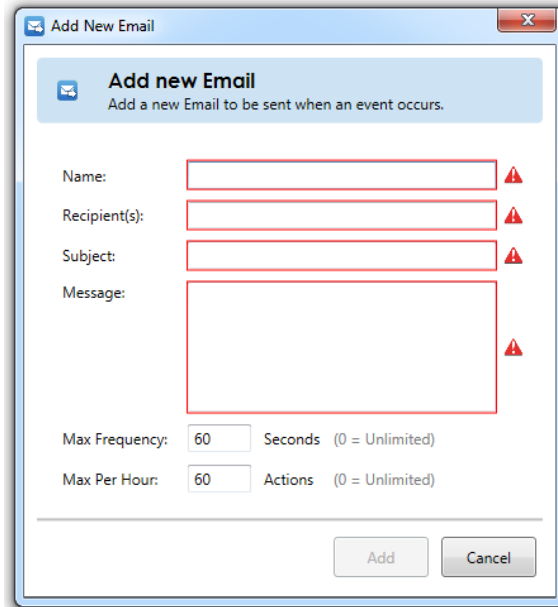 Add New Email
Add new Email
Add a new Email to be sent when an event occurs.
Name:
Recipient(s):
Subject:
Message:
Max Frequency: 60 Seconds (0 = Unlimited)
Max Per Hour: 60 Actions (0 = Unlimited)
Add Cancel